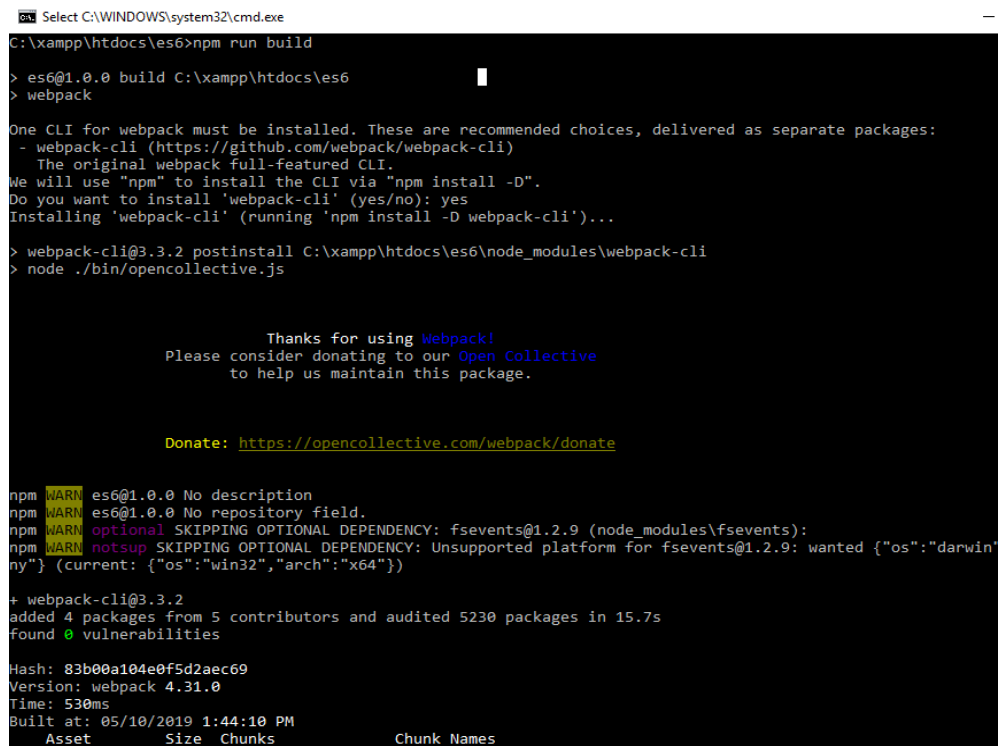 Select C:\WINDOWS\system32\cmd.exe
C:\xampp\htdocs\es6>npm run build
> es6@1.0.0 build C:\xampp\htdocs\es6
> webpack
One CLI for webpack must be installed. These are recommended choices, delivered as separate packages:
- webpack-cli (https://github.com/webpack/webpack-cli)
The original webpack full-featured CLI.
We will use "npm" to install the CLI via "npm install -D".
Do you want to install 'webpack-cli' (yes/no): yes
Installing 'webpack-cli' (running 'npm install -D webpack-cli')...
> webpack-cli@3.3.2 postinstall C:\xampp\htdocs\es6\node_modules\webpack-cli
> node ./bin/opencollective.js
Thanks for using Webpack!
Please consider donating to our Open Collective
to help us maintain this package.
Donate: https://opencollective.com/webpack/donate
npm WARN es6@1.0.0 No description
npm WARN es6@1.0.0 No repository field.
npm WARN optional SKIPPING OPTIONAL DEPENDENCY: fsevents@1.2.9 (node_modules\fsevents):
npm WARN notsup SKIPPING OPTIONAL DEPENDENCY: Unsupported platform for fsevents@1.2.9: wanted {"os":"darwin"
ny"} (current: {"os":"win32","arch":"x64"})
+ webpack-cli@3.3.2
added 4 packages from 5 contributors and audited 5230 packages in 15.7s
found 0 vulnerabilities
Hash: 83b00a104e0f5d2aec69
Version: webpack 4.31.0
Time: 530ms
Built at: 05/10/2019 1:44:10 PM
Asset Size Chunks Chunk Names